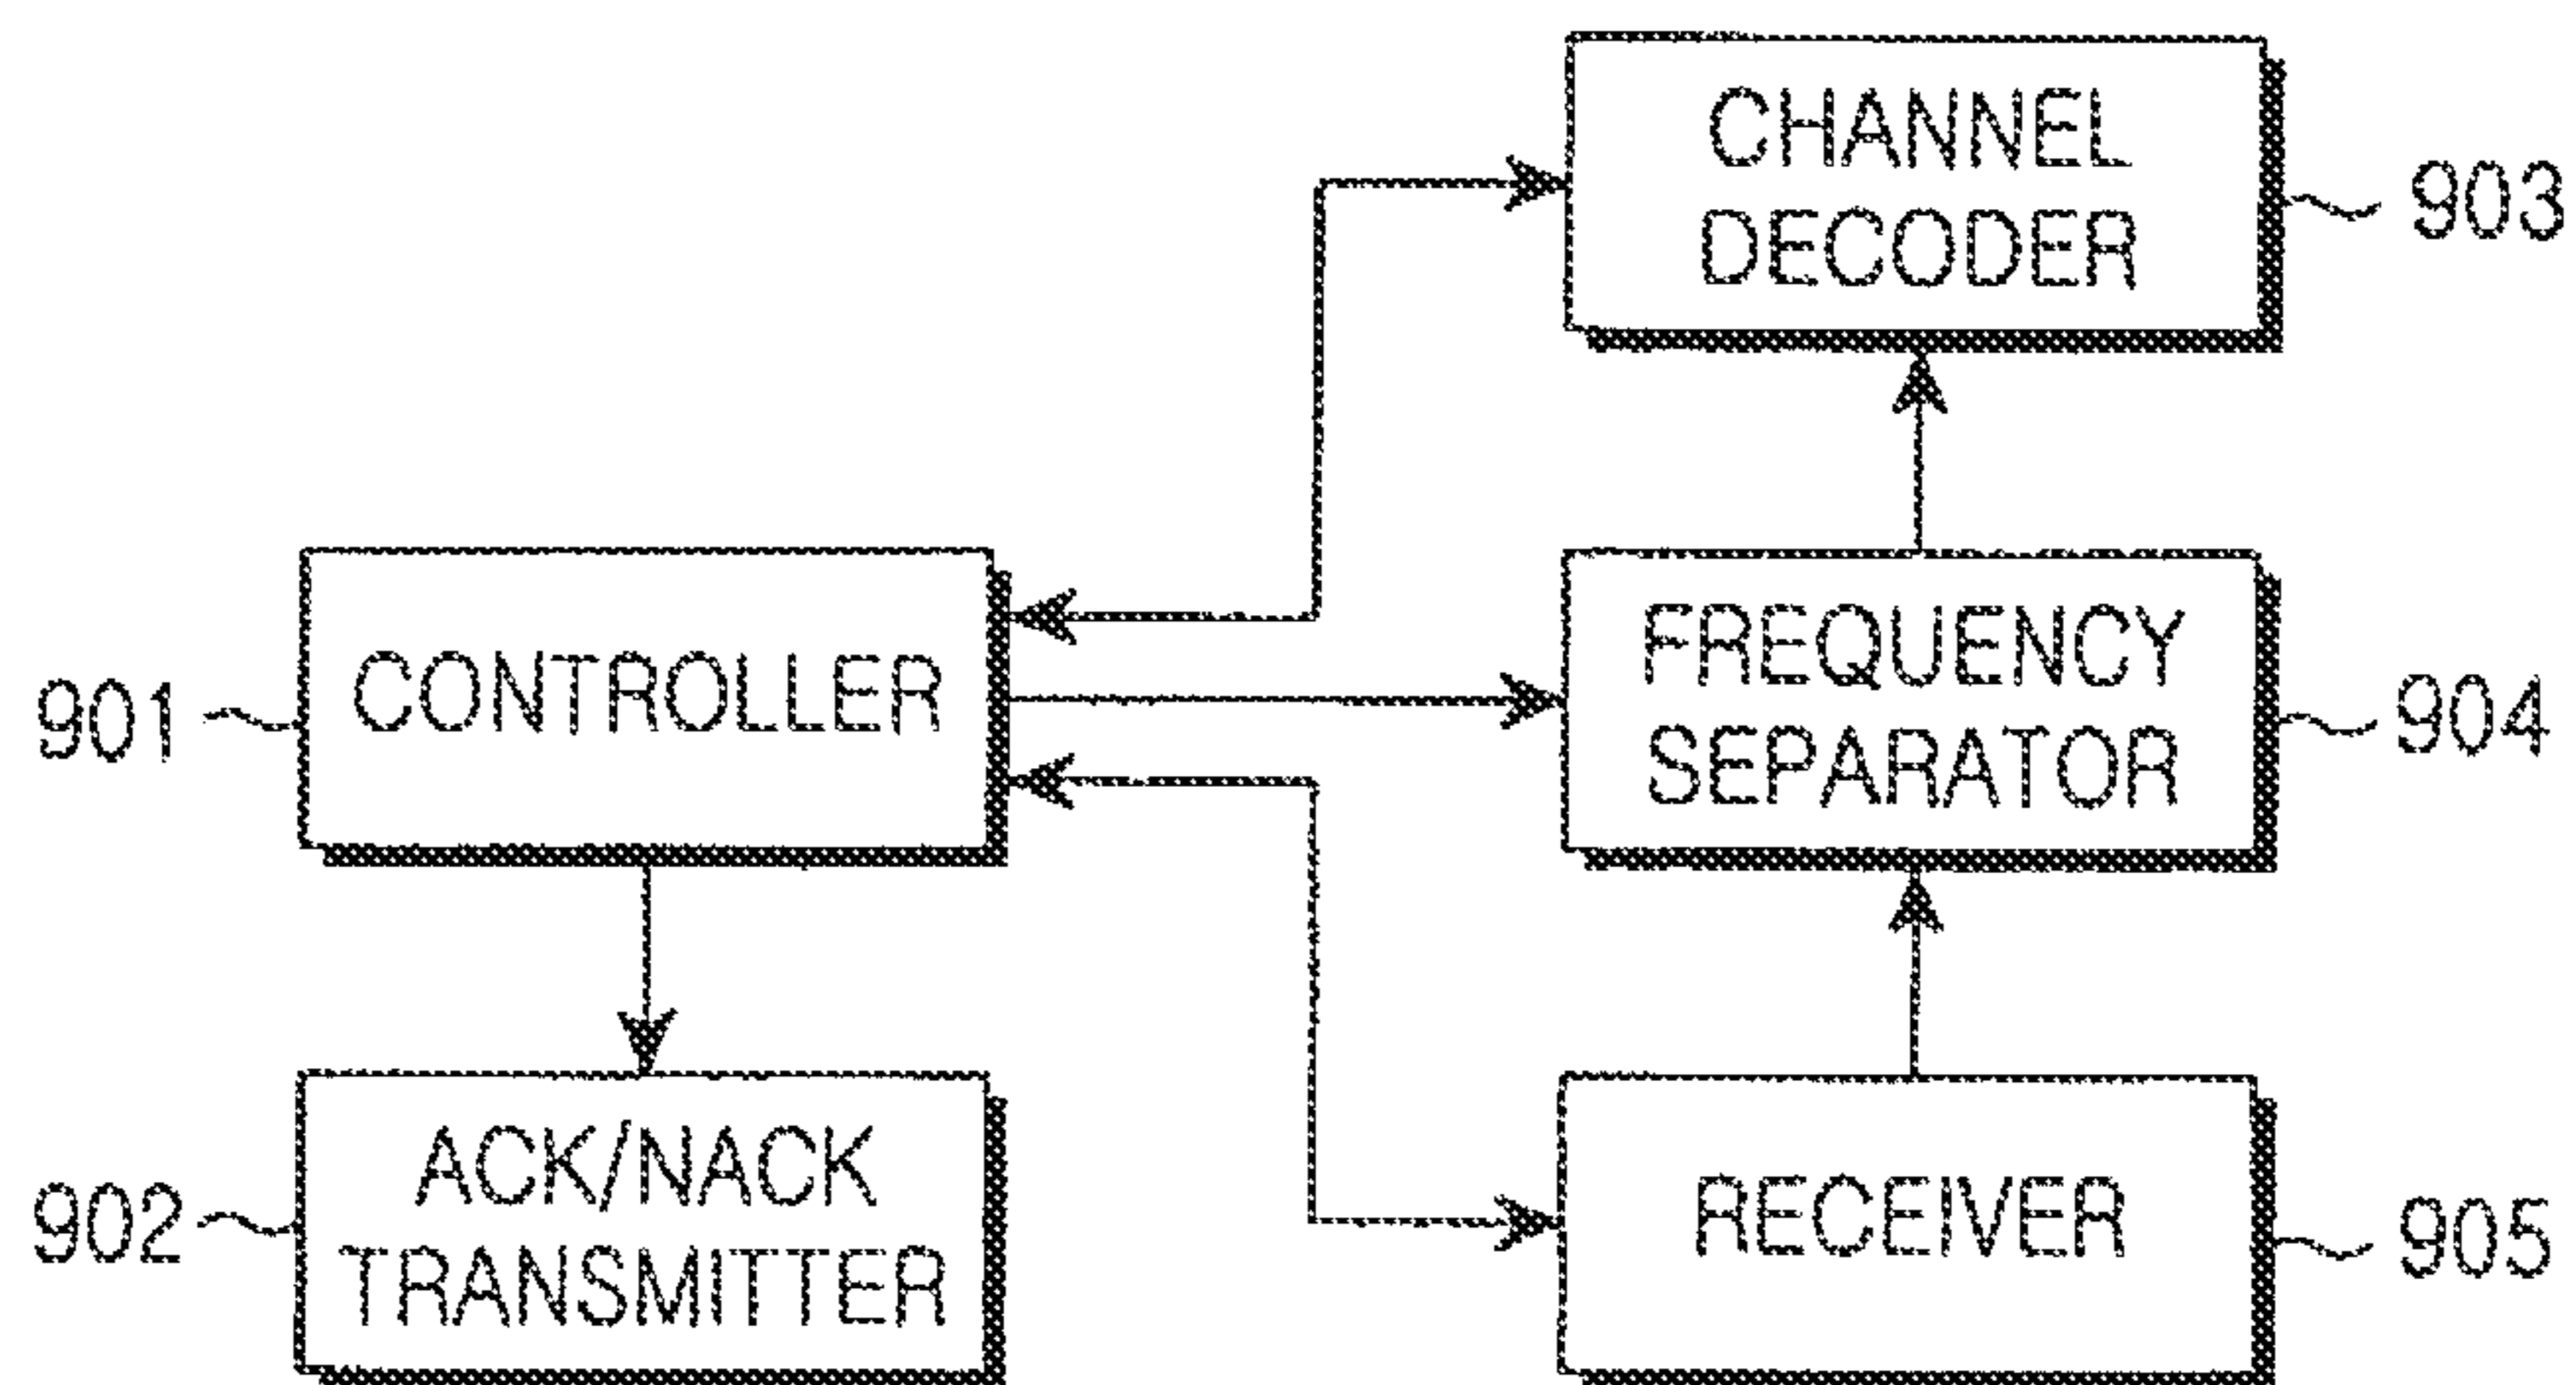 CHANNEL
DECODER
903
901
CONTROLLER
FREQUENCY
SEPARATOR
904
902
ACK/NACK
TRANSMITTER
RECEIVER
905